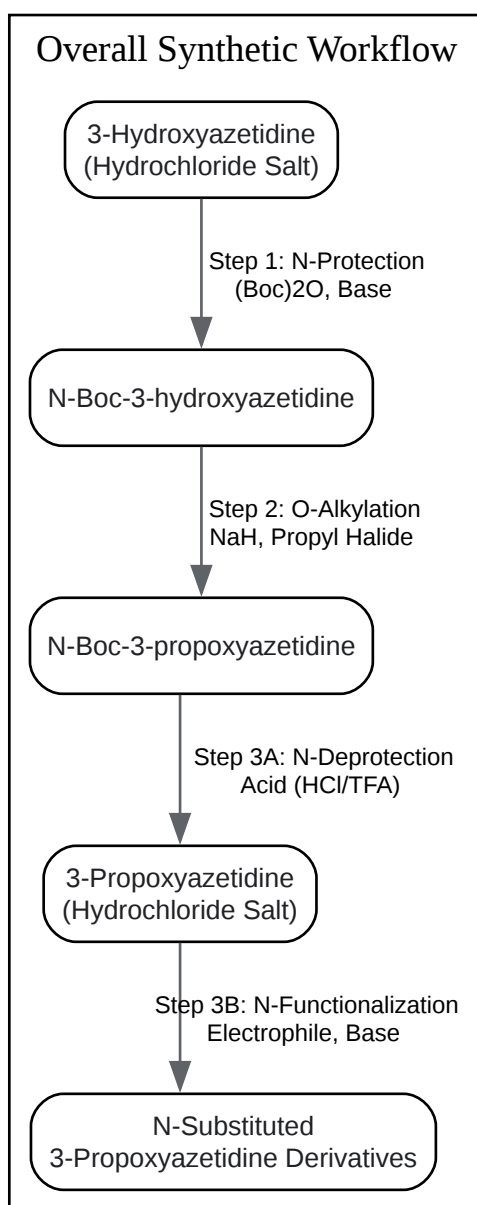 Overall Synthetic Workflow
3-Hydroxyazetidine
(Hydrochloride Salt)
Step 1: N-Protection
(Boc)2O, Base
N-Boc-3-hydroxyazetidine
Step 2: O-Alkylation
NaH, Propyl Halide
N-Boc-3-propoxyazetidine
Step 3A: N-Deprotection
Acid (HCl/TFA)
3-Propoxyazetidine
(Hydrochloride Salt)
Step 3B: N-Functionalization
Electrophile, Base
N-Substituted
3-Propoxyazetidine Derivatives